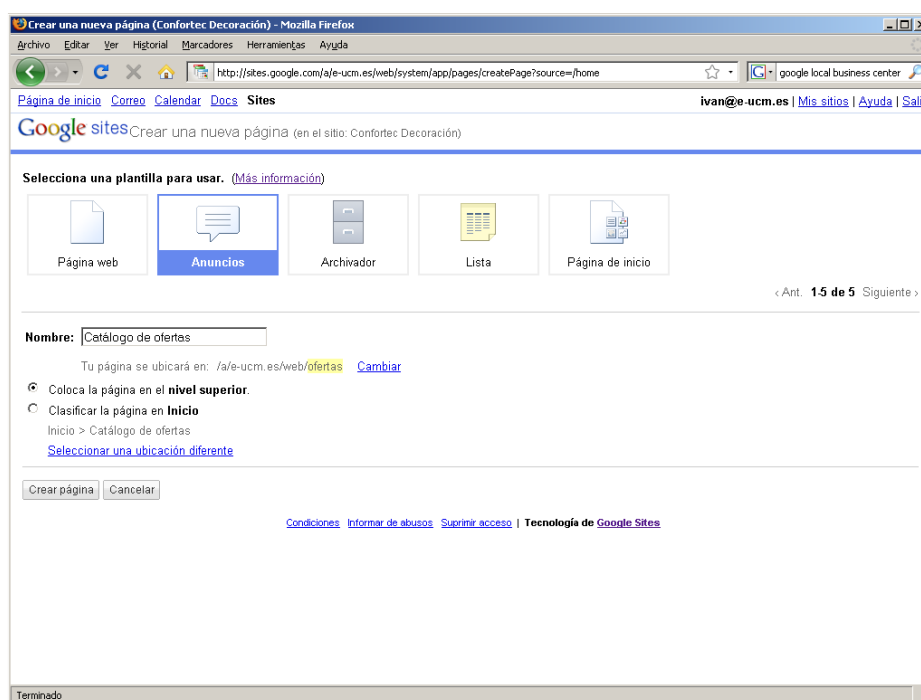 Crear una nueva página (Confortec Decoración) - Mozilla Firefox
Archivo Editar Ver Historial Marcadores Herramientas Ayuda
http://sites.google.com/a/e-ucm.es/web/system/app/pages/createPage?source=/home
G google local business center
Página de inicio Correo Calendar Docs Sites ivan@e-ucm.es | Mis sitios | Ayuda | Sali
Google sites Crear una nueva página (en el sitio: Confortec Decoración)
Selecciona una plantilla para usar. (Más información)
Página web Anuncios Archivador Lista Página de inicio
‹ Ant. 1-5 de 5 Siguiente ›
Nombre: Catálogo de ofertas
Tu página se ubicará en: /a/e-ucm.es/web/ofertas Cambiar
Coloca la página en el nivel superior.
Clasificar la página en Inicio
Inicio > Catálogo de ofertas
Seleccionar una ubicación diferente
Crear página Cancelar
Condiciones Informar de abusos Suprimir acceso | Tecnología de Google Sites
Terminado